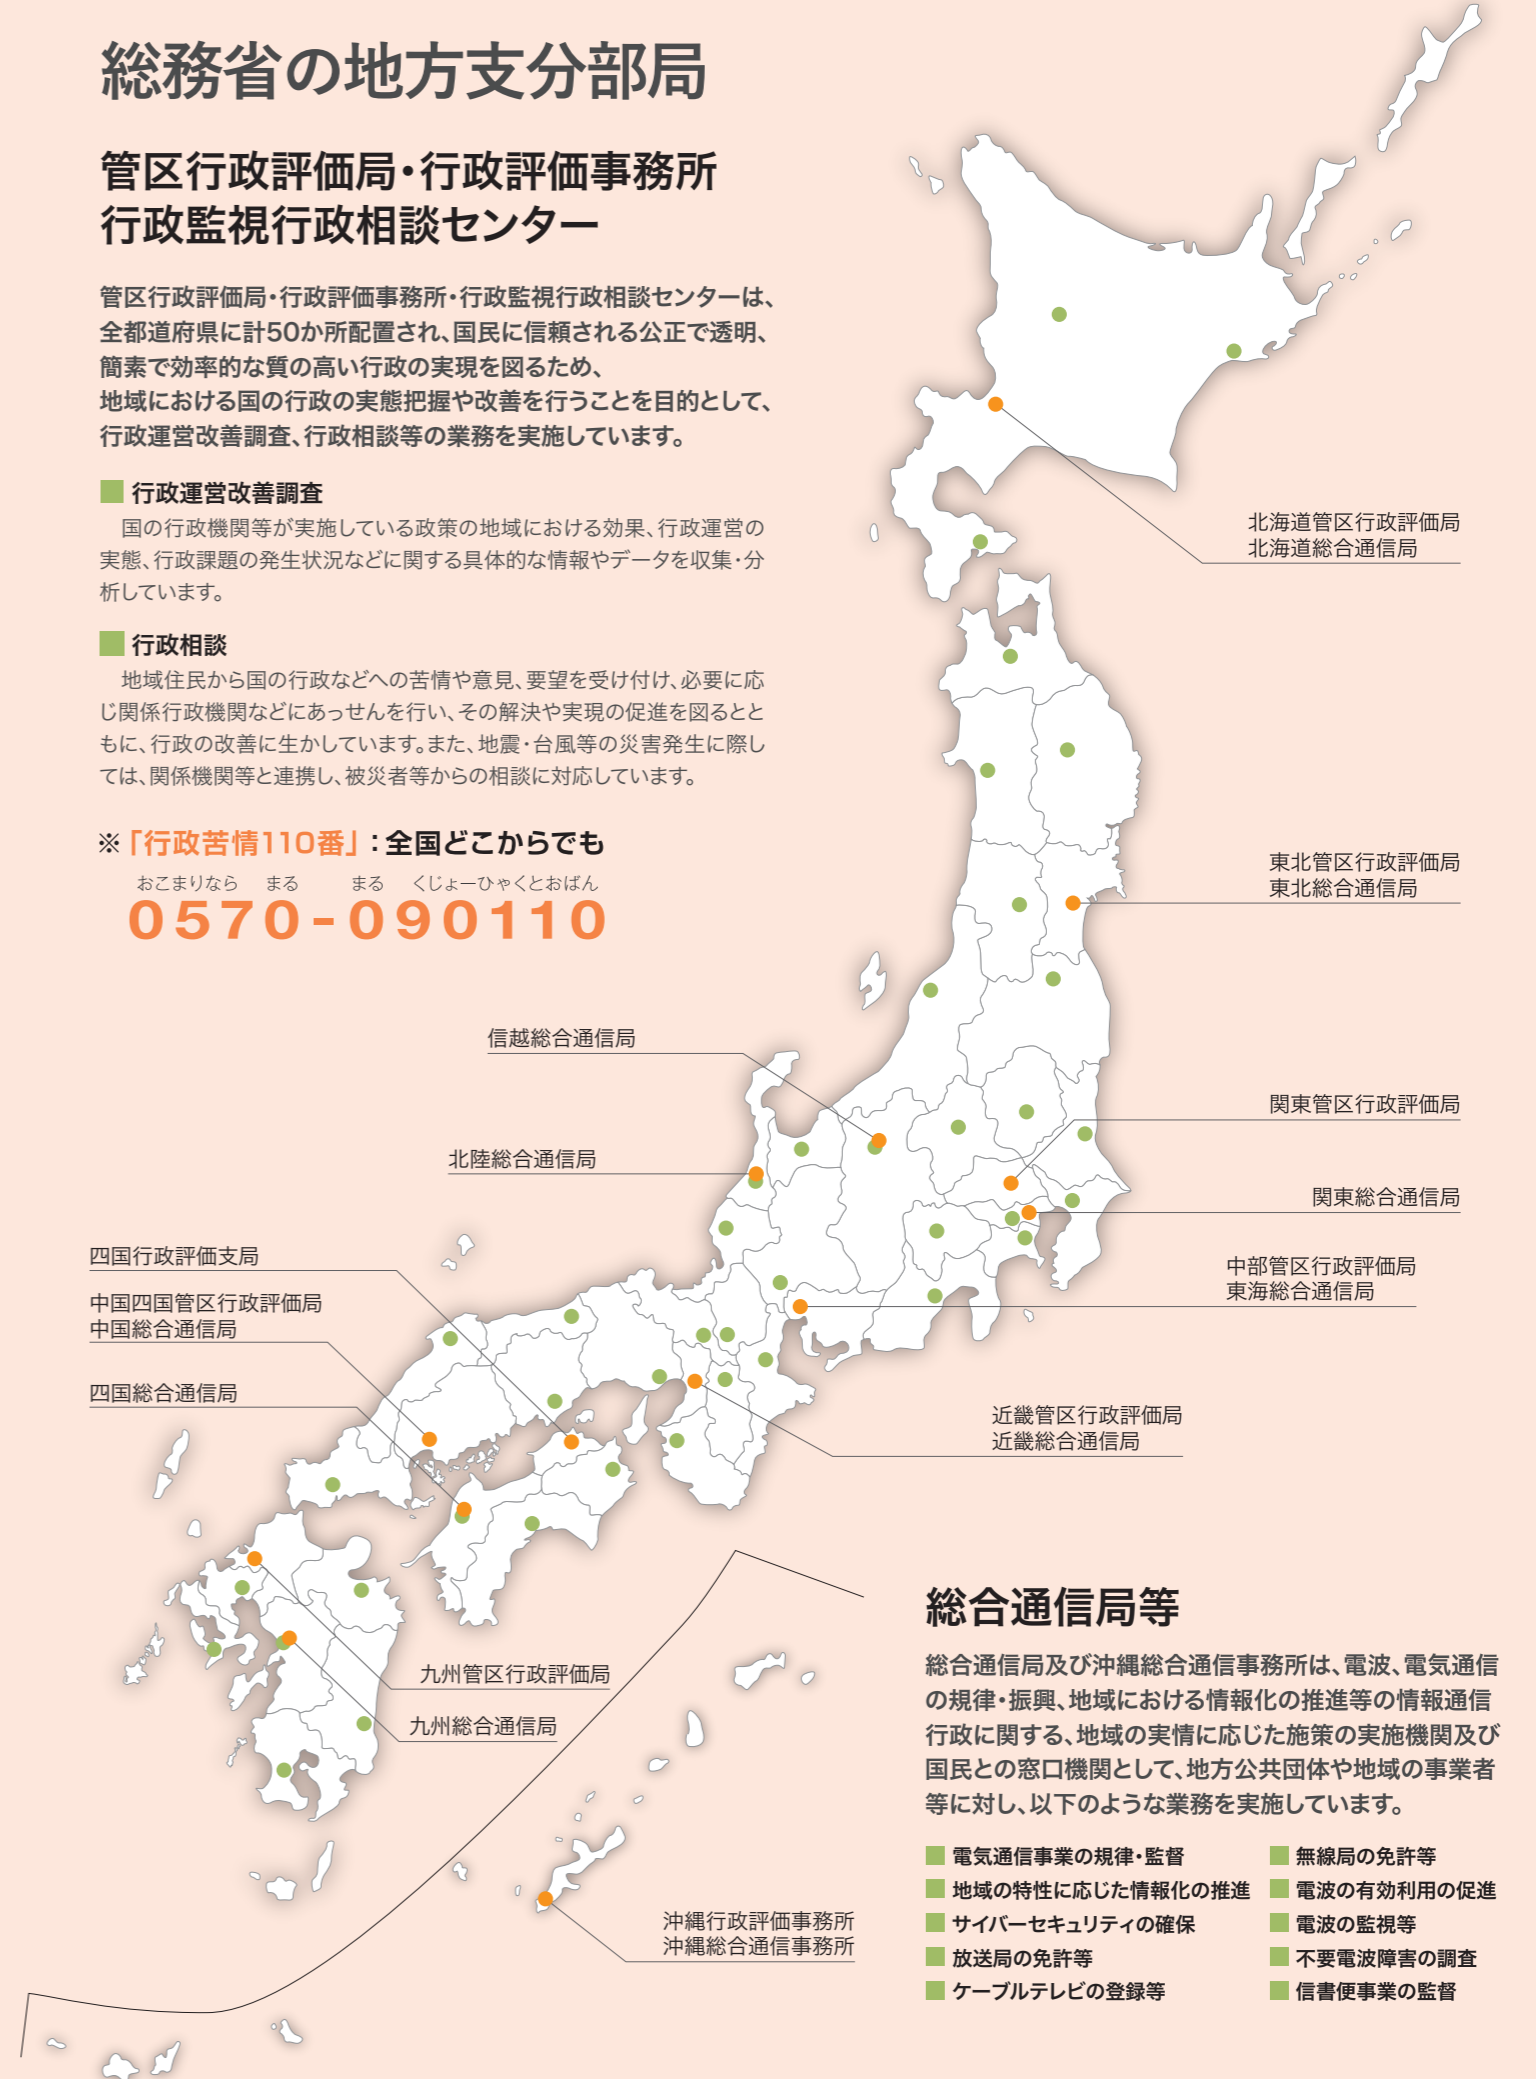 総務省の地方支分部局
管区行政評価局・行政評価事務所
行政監視行政相談センター
管区行政評価局・行政評価事務所・行政監視行政相談センターは、
全都道府県に計50か所配置され、国民に信頼される公正で透明、
簡素で効率的な質の高い行政の実現を図るため、
地域における国の行政の実態把握や改善を行うことを目的として、
行政運営改善調査、行政相談等の業務を実施しています。
行政運営改善調査
国の行政機関等が実施している政策の地域における効果、行政運営の
実態、行政課題の発生状況などに関する具体的な情報やデータを収集・分
析しています。
行政相談
地域住民から国の行政などへの苦情や意見、要望を受け付け、必要に応
じ関係行政機関などにあっせんを行い、その解決や実現の促進を図るとと
もに、行政の改善に生かしています。また、地震・台風等の災害発生に際し
ては、関係機関等と連携し、被災者等からの相談に対応しています。
※「行政苦情110番」：全国どこからでも
おこまりなら まる まる くじょーひゃくとおばん
0570-090110
北海道管区行政評価局
北海道総合通信局
東北管区行政評価局
東北総合通信局
信越総合通信局
関東管区行政評価局
北陸総合通信局
関東総合通信局
四国行政評価支局
中部管区行政評価局
東海総合通信局
中国四国管区行政評価局
中国総合通信局
四国総合通信局
近畿管区行政評価局
近畿総合通信局
九州管区行政評価局
九州総合通信局
沖縄行政評価事務所
沖縄総合通信事務所
総合通信局等
総合通信局及び沖縄総合通信事務所は、電波、電気通信
の規律・振興、地域における情報化の推進等の情報通信
行政に関する、地域の実情に応じた施策の実施機関及び
国民との窓口機関として、地方公共団体や地域の事業者
等に対し、以下のような業務を実施しています。
電気通信事業の規律・監督
地域の特性に応じた情報化の推進
サイバーセキュリティの確保
放送局の免許等
ケーブルテレビの登録等
無線局の免許等
電波の有効利用の促進
電波の監視等
不要電波障害の調査
信書便事業の監督